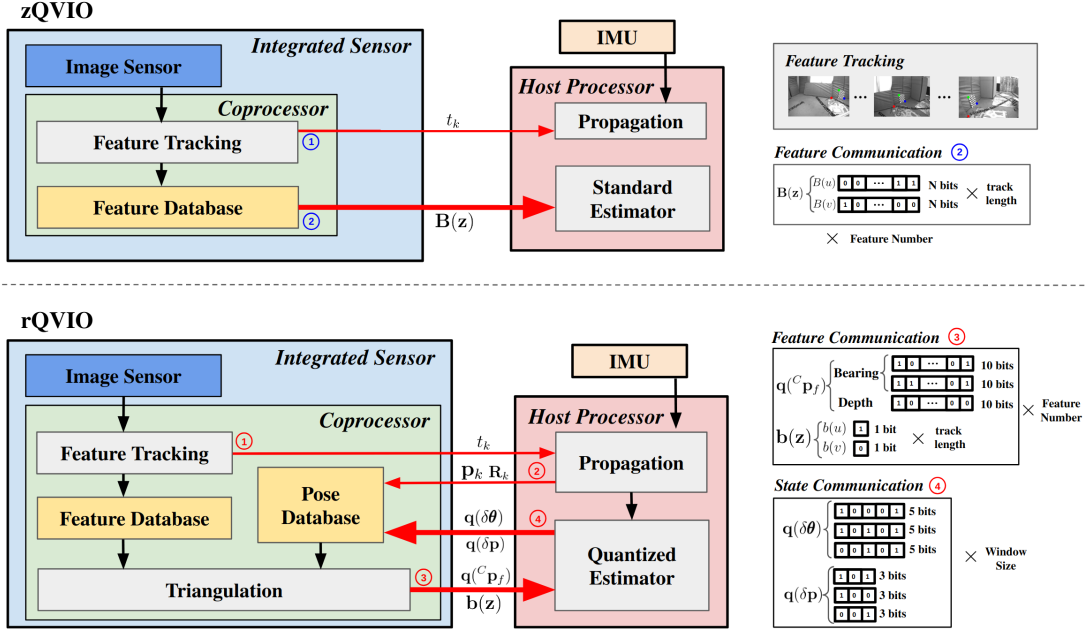 zQVIO
Integrated Sensor
Image Sensor
Coprocessor
Feature Tracking
1
Feature Database
2
t_k
B(z)
IMU
Host Processor
Propagation
Standard
Estimator
Feature Tracking
... ...
Feature Communication 2
B(z) B(u) 0 0 ... 1 1 N bits
B(v) 1 0 ... 0 0 N bits
× track
length
× Feature Number
rQVIO
Integrated Sensor
Image Sensor
Coprocessor
Feature Tracking
1
Feature Database
Pose
Database
Triangulation
t_k
p_k R_k 2
q(δθ) 4
q(δp)
3 q(^C p_f)
b(z)
IMU
Host Processor
Propagation
Quantized
Estimator
Feature Communication 3
q(^C p_f) Bearing 1 0 ... 0 1 10 bits
1 1 ... 0 1 10 bits
Depth 1 0 ... 0 0 10 bits
b(z) b(u) 1 1 bit
b(v) 0 1 bit
× track
length
× Feature
Number
State Communication 4
q(δθ) 1 0 0 0 1 5 bits
1 0 1 0 1 5 bits
0 0 1 0 1 5 bits
q(δp) 1 0 1 3 bits
1 0 0 3 bits
0 0 1 3 bits
× Window
Size